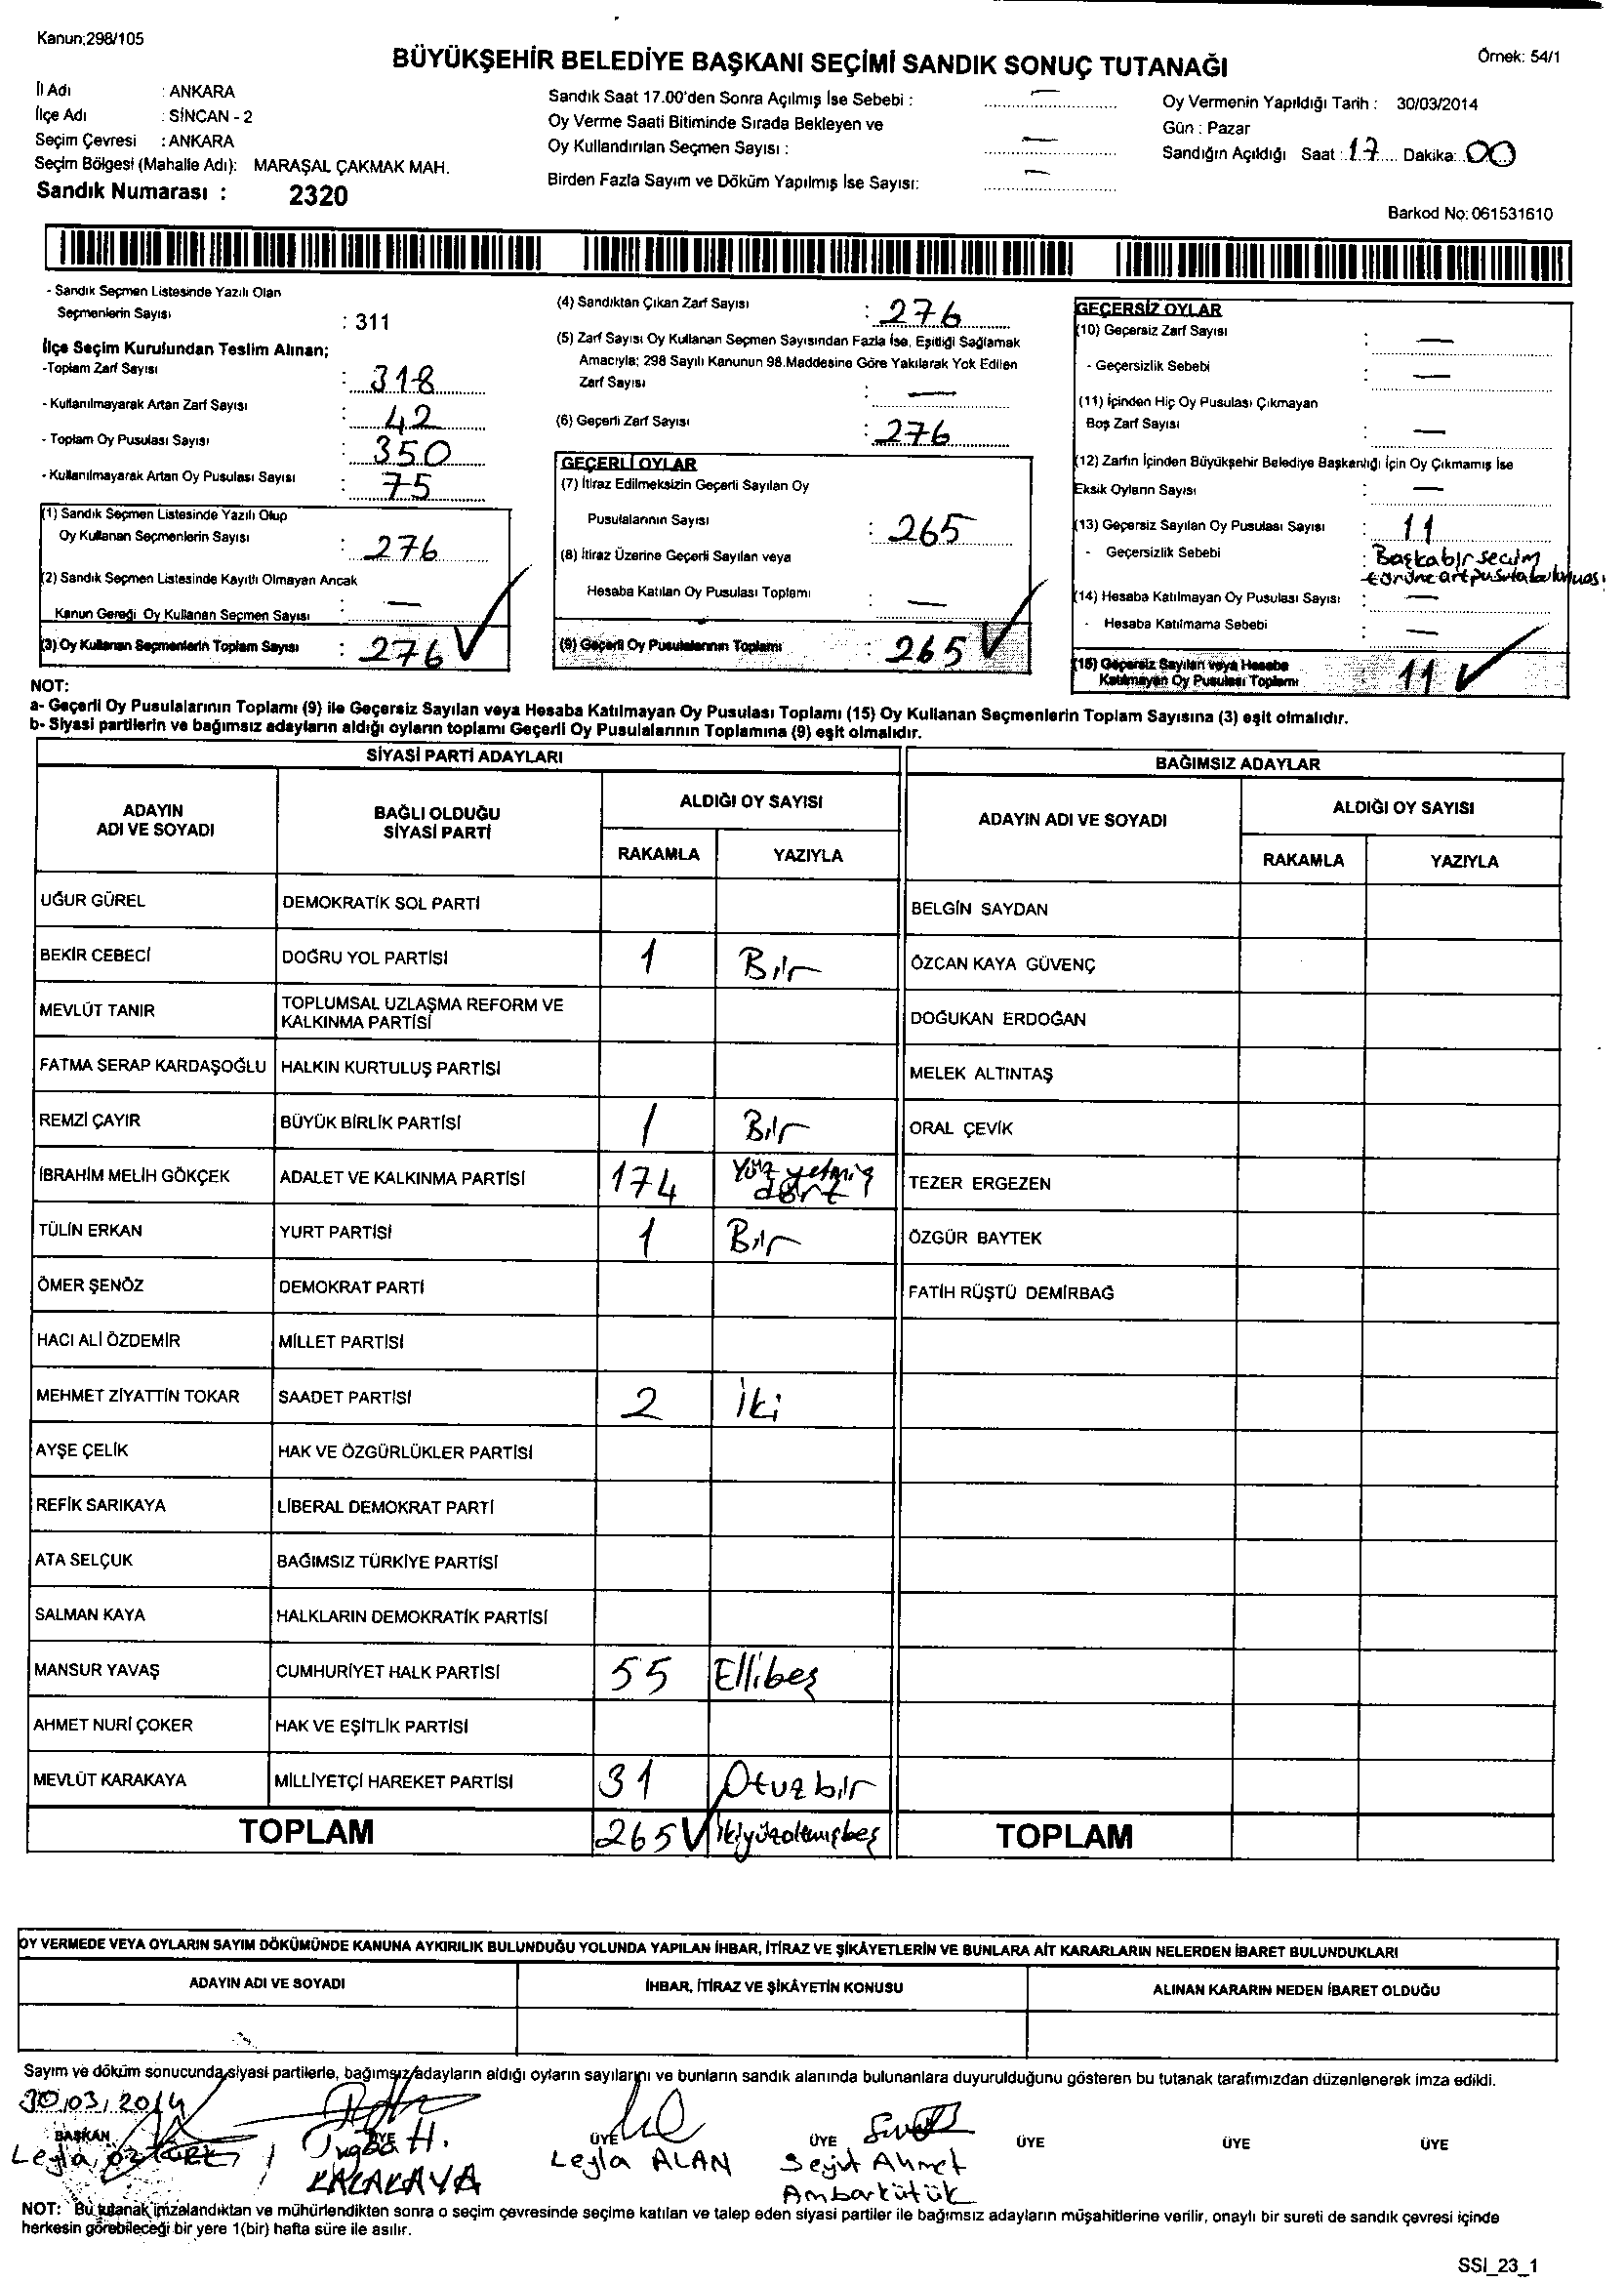 Kanun:298/105
BÜYÜKŞEHİR BELEDİYE BAŞKANI SEÇİMİ SANDIK SONUÇ TUTANAĞI
Örnek: 54/1
İl Adı : ANKARA
İlçe Adı : SİNCAN - 2
Seçim Çevresi : ANKARA
Seçim Bölgesi (Mahalle Adı): MARAŞAL ÇAKMAK MAH.
Sandık Numarası : 2320
Sandık Saat 17.00'den Sonra Açılmış İse Sebebi : —
Oy Verme Saati Bitiminde Sırada Bekleyen ve
Oy Kullandırılan Seçmen Sayısı : —
Birden Fazla Sayım ve Döküm Yapılmış İse Sayısı: —
Oy Vermenin Yapıldığı Tarih : 30/03/2014
Gün : Pazar
Sandığın Açıldığı Saat : 17 Dakika: 00
Barkod No: 061531610
- Sandık Seçmen Listesinde Yazılı Olan
Seçmenlerin Sayısı : 311
İlçe Seçim Kurulundan Teslim Alınan;
-Toplam Zarf Sayısı : 318
- Kullanılmayarak Artan Zarf Sayısı : 42
- Toplam Oy Pusulası Sayısı : 350
- Kullanılmayarak Artan Oy Pusulası Sayısı : 75
(1) Sandık Seçmen Listesinde Yazılı Olup
Oy Kullanan Seçmenlerin Sayısı : 276
(2) Sandık Seçmen Listesinde Kayıtlı Olmayan Ancak
Kanun Gereği Oy Kullanan Seçmen Sayısı : —
(3) Oy Kullanan Seçmenlerin Toplam Sayısı : 276
(4) Sandıktan Çıkan Zarf Sayısı : 276
(5) Zarf Sayısı Oy Kullanan Seçmen Sayısından Fazla İse, Eşitliği Sağlamak
Amacıyla; 298 Sayılı Kanunun 98.Maddesine Göre Yakılarak Yok Edilen
Zarf Sayısı : —
(6) Geçerli Zarf Sayısı : 276
GEÇERLİ OYLAR
(7) İtiraz Edilmeksizin Geçerli Sayılan Oy
Pusulalarının Sayısı : 265
(8) İtiraz Üzerine Geçerli Sayılan veya
Hesaba Katılan Oy Pusulası Toplamı : —
(9) Geçerli Oy Pusulalarının Toplamı : 265
GEÇERSİZ OYLAR
(10) Geçersiz Zarf Sayısı : —
- Geçersizlik Sebebi : —
(11) İçinden Hiç Oy Pusulası Çıkmayan
Boş Zarf Sayısı : —
(12) Zarfın İçinden Büyükşehir Belediye Başkanlığı İçin Oy Çıkmamış İse
Eksik Oyların Sayısı : —
(13) Geçersiz Sayılan Oy Pusulası Sayısı : 11
- Geçersizlik Sebebi : Başka bir seçim
türüne ait pusula bulunması
(14) Hesaba Katılmayan Oy Pusulası Sayısı : —
- Hesaba Katılmama Sebebi : —
(15) Geçersiz Sayılan veya Hesaba
Katılmayan Oy Pusulası Toplamı : 11
NOT:
a- Geçerli Oy Pusulalarının Toplamı (9) ile Geçersiz Sayılan veya Hesaba Katılmayan Oy Pusulası Toplamı (15) Oy Kullanan Seçmenlerin Toplam Sayısına (3) eşit olmalıdır.
b- Siyasi partilerin ve bağımsız adayların aldığı oyların toplamı Geçerli Oy Pusulalarının Toplamına (9) eşit olmalıdır.
SİYASİ PARTİ ADAYLARI
ADAYIN ADI VE SOYADI
BAĞLI OLDUĞU SİYASİ PARTİ
ALDIĞI OY SAYISI
RAKAMLA YAZIYLA
UĞUR GÜREL DEMOKRATİK SOL PARTİ
BEKİR CEBECİ DOĞRU YOL PARTİSİ 1 Bir
MEVLÜT TANIR TOPLUMSAL UZLAŞMA REFORM VE
KALKINMA PARTİSİ
FATMA SERAP KARDAŞOĞLU HALKIN KURTULUŞ PARTİSİ
REMZİ ÇAYIR BÜYÜK BİRLİK PARTİSİ 1 Bir
İBRAHİM MELİH GÖKÇEK ADALET VE KALKINMA PARTİSİ 174 Yüz yetmiş
dört
TÜLİN ERKAN YURT PARTİSİ 1 Bir
ÖMER ŞENÖZ DEMOKRAT PARTİ
HACI ALİ ÖZDEMİR MİLLET PARTİSİ
MEHMET ZİYATTİN TOKAR SAADET PARTİSİ 2 İki
AYŞE ÇELİK HAK VE ÖZGÜRLÜKLER PARTİSİ
REFİK SARIKAYA LİBERAL DEMOKRAT PARTİ
ATA SELÇUK BAĞIMSIZ TÜRKİYE PARTİSİ
SALMAN KAYA HALKLARIN DEMOKRATİK PARTİSİ
MANSUR YAVAŞ CUMHURİYET HALK PARTİSİ 55 Ellibeş
AHMET NURİ ÇOKER HAK VE EŞİTLİK PARTİSİ
MEVLÜT KARAKAYA MİLLİYETÇİ HAREKET PARTİSİ 31 Otuzbir
TOPLAM 265 İkiyüzaltmışbeş
BAĞIMSIZ ADAYLAR
ADAYIN ADI VE SOYADI
ALDIĞI OY SAYISI
RAKAMLA YAZIYLA
BELGİN SAYDAN
ÖZCAN KAYA GÜVENÇ
DOĞUKAN ERDOĞAN
MELEK ALTINTAŞ
ORAL ÇEVİK
TEZER ERGEZEN
ÖZGÜR BAYTEK
FATİH RÜŞTÜ DEMİRBAĞ
TOPLAM
OY VERMEDE VEYA OYLARIN SAYIM DÖKÜMÜNDE KANUNA AYKIRILIK BULUNDUĞU YOLUNDA YAPILAN İHBAR, İTİRAZ VE ŞİKÂYETLERİN VE BUNLARA AİT KARARLARIN NELERDEN İBARET BULUNDUKLARI
ADAYIN ADI VE SOYADI İHBAR, İTİRAZ VE ŞİKÂYETİN KONUSU ALINAN KARARIN NEDEN İBARET OLDUĞU
Sayım ve döküm sonucunda siyasi partilerle, bağımsız adayların aldığı oyların sayılarını ve bunların sandık alanında bulunanlara duyurulduğunu gösteren bu tutanak tarafımızdan düzenlenerek imza edildi.
30/03/2014
BAŞKAN ÜYE ÜYE ÜYE ÜYE ÜYE ÜYE
Leyla ÖZTÜRK
Tuğba H.
KARAKAYA
Leyla ALAN
Seyit Ahmet
Ambarkütük
NOT: Bu tutanak imzalandıktan ve mühürlendikten sonra o seçim çevresinde seçime katılan ve talep eden siyasi partiler ile bağımsız adayların müşahitlerine verilir, onaylı bir sureti de sandık çevresi içinde
herkesin görebileceği bir yere 1(bir) hafta süre ile asılır.
SSI_23_1